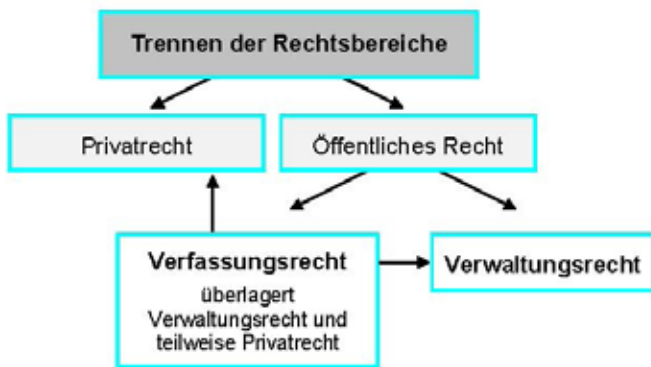 Trennen der Rechtsbereiche
Privatrecht
Öffentliches Recht
Verfassungsrecht
überlagert
Verwaltungsrecht und
teilweise Privatrecht
Verwaltungsrecht